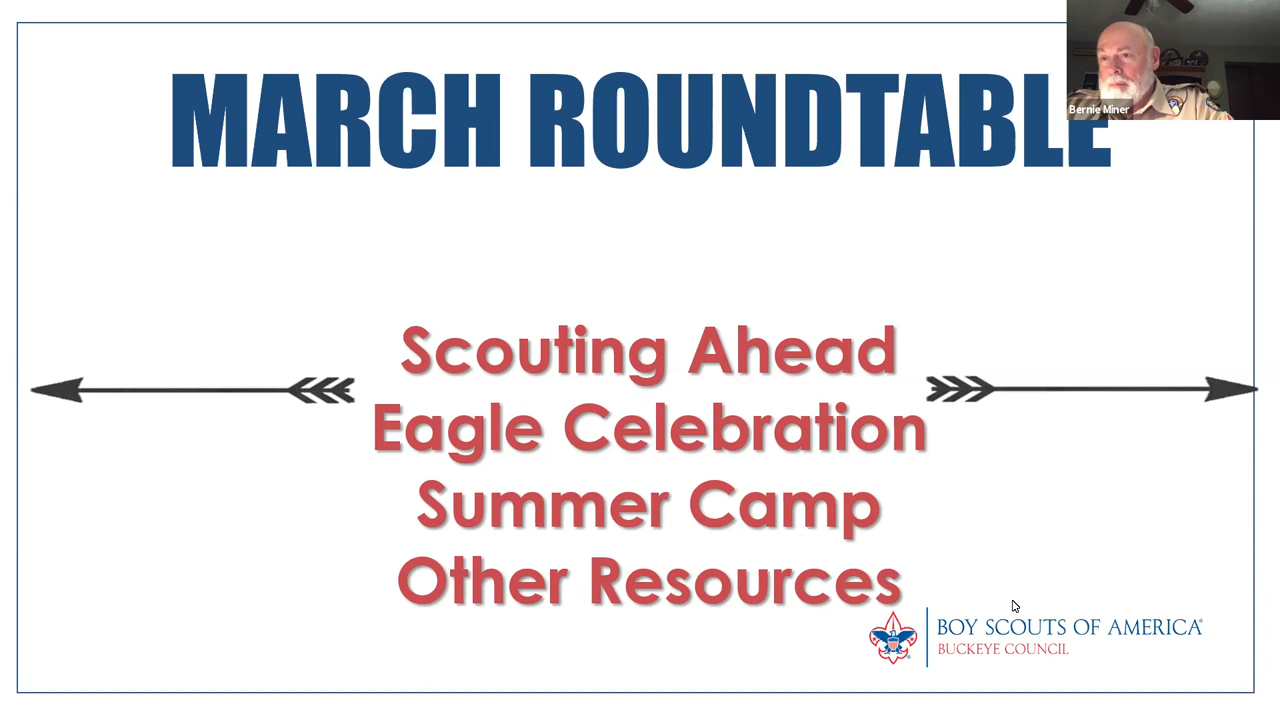 MARCH ROUNDTABLE
Bernie Miner
Scouting Ahead
Eagle Celebration
Summer Camp
Other Resources
BOY SCOUTS OF AMERICA®
BUCKEYE COUNCIL